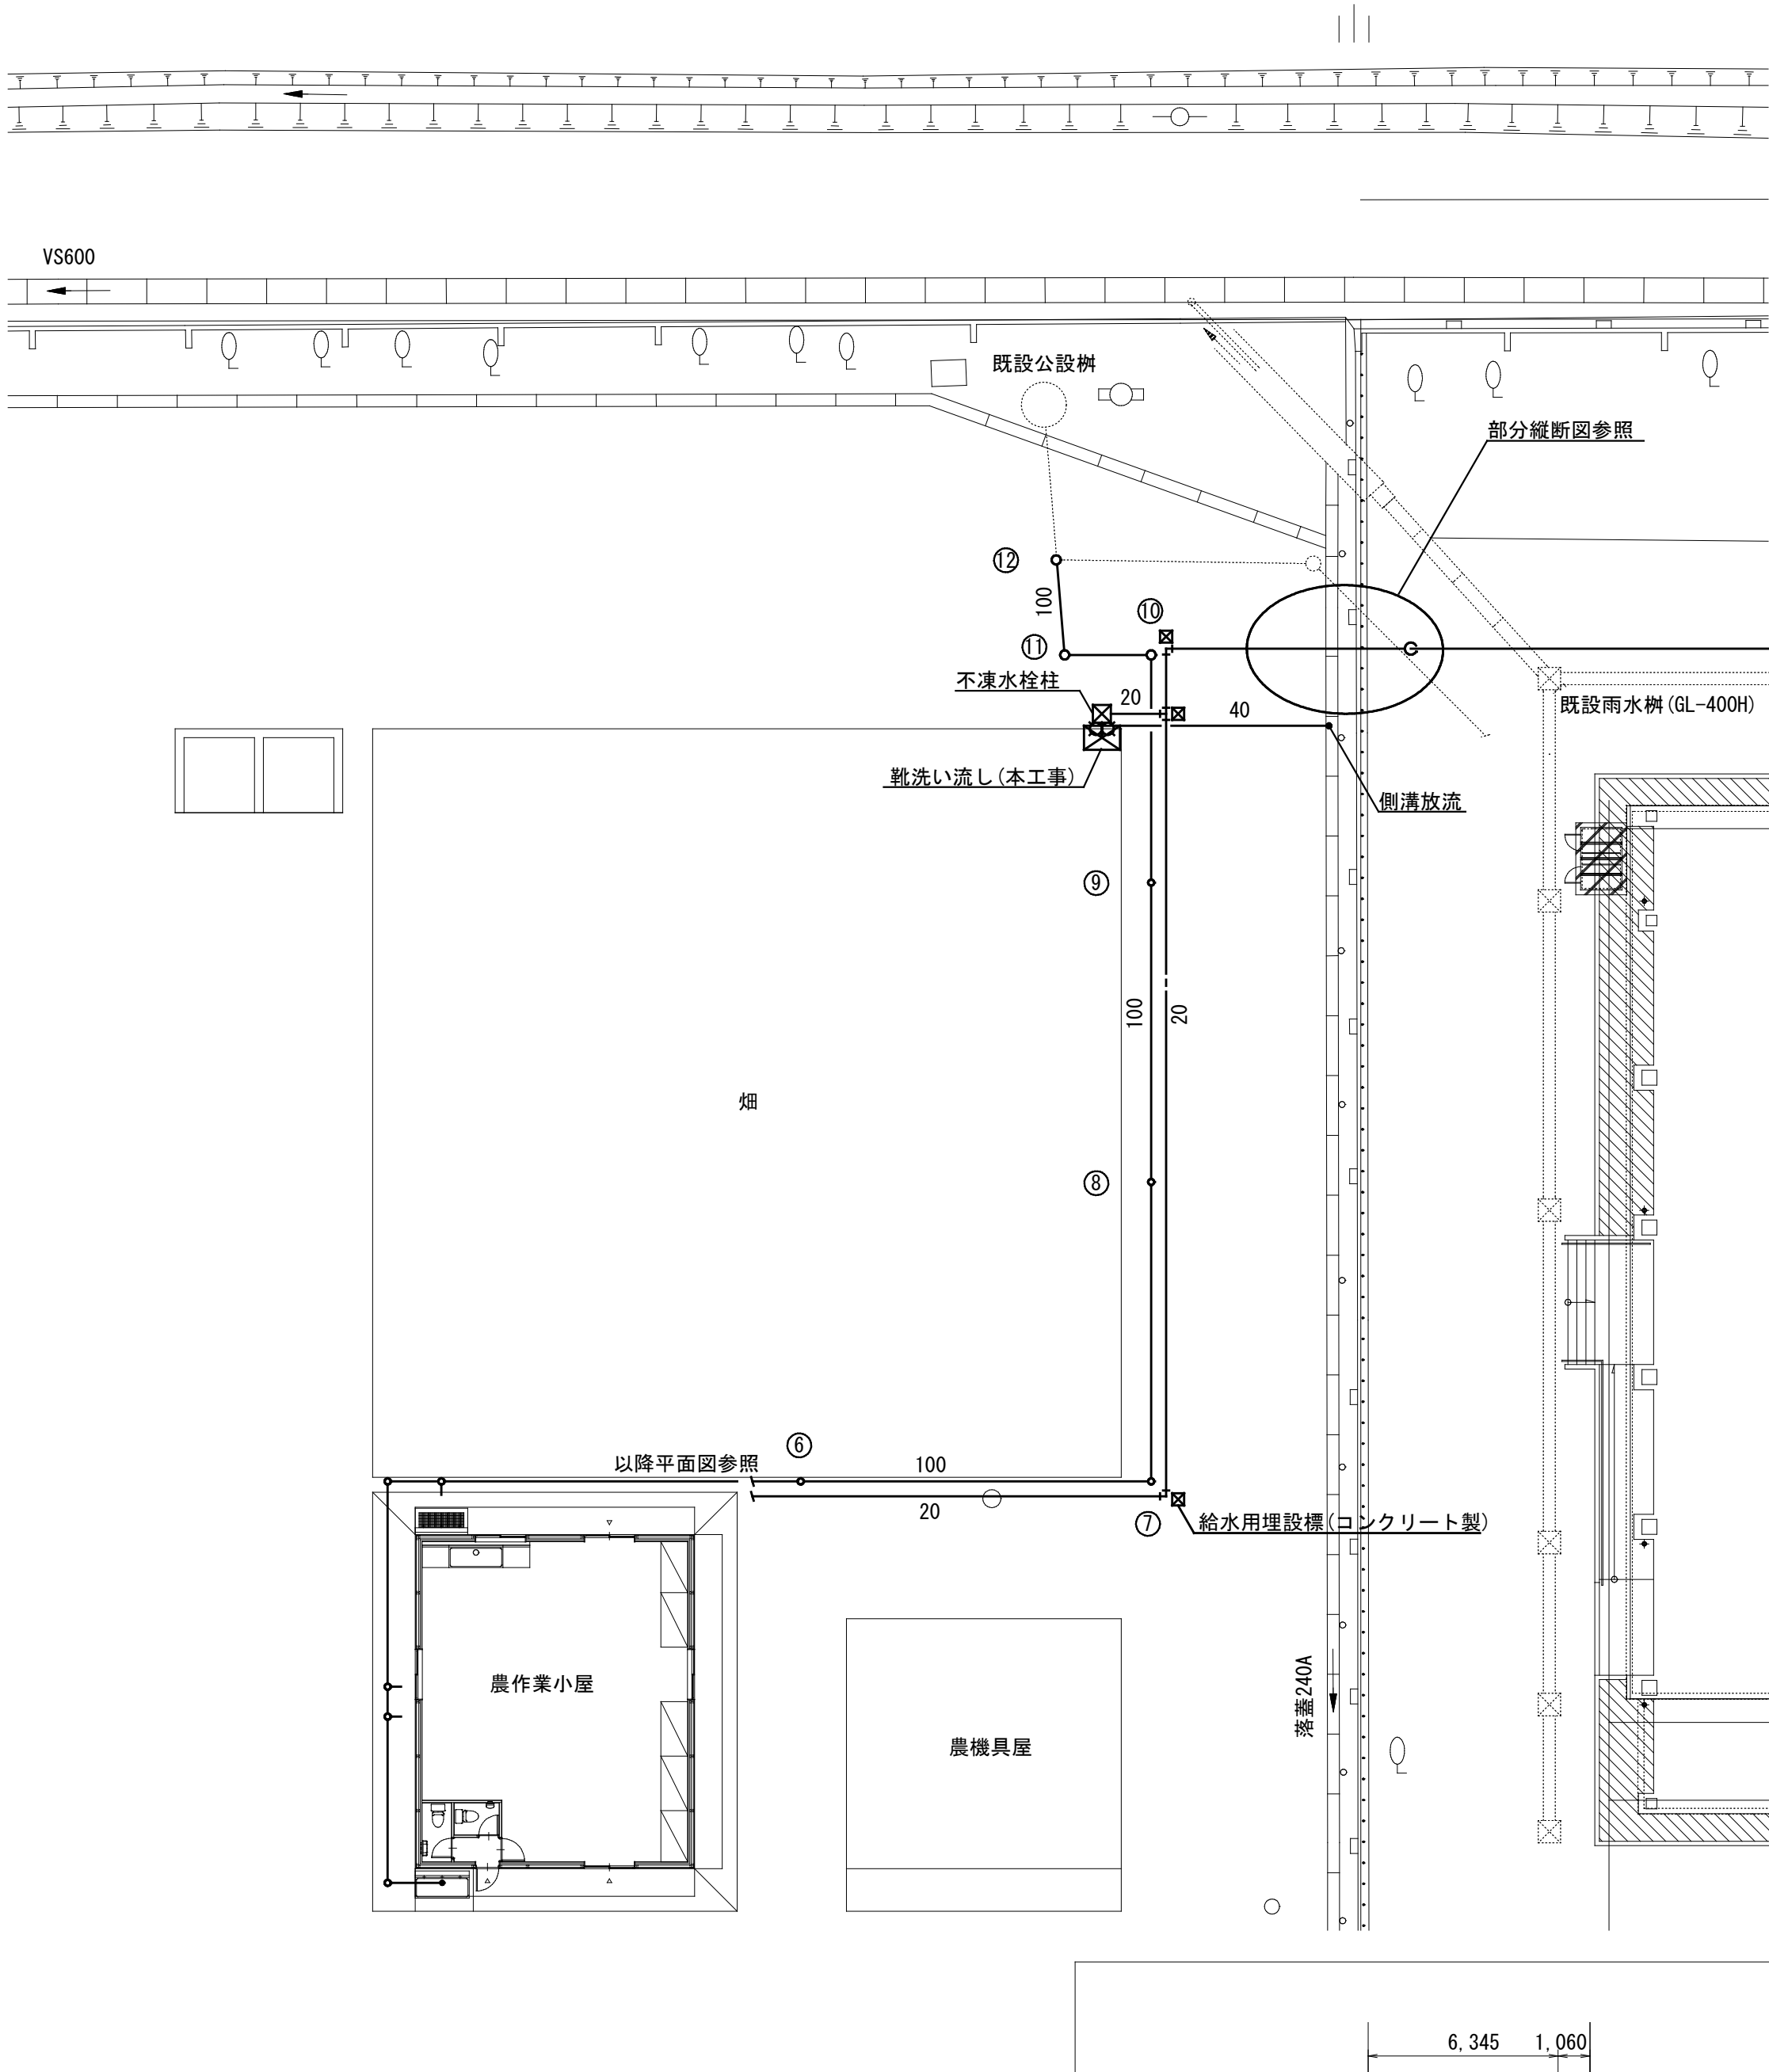 VS600
既設公設桝
部分縦断図参照
⑫
100
⑩
⑪
不凍水栓柱
20
40
既設雨水桝(GL-400H)
靴洗い流し(本工事)
側溝放流
⑨
100
20
畑
⑧
⑥
以降平面図参照
100
20
⑦
給水用埋設標(コンクリート製)
農作業小屋
落蓋240A
農機具屋
6,345
1,060